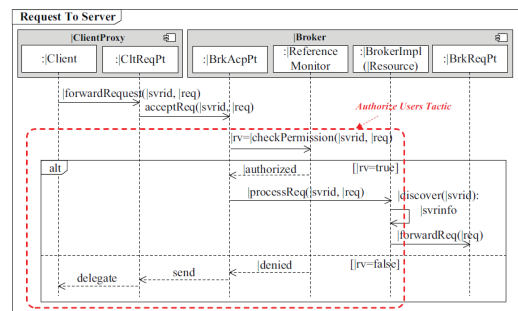 Request To Server
|ClientProxy
|Broker
:|Client
:|CltReqPt
:|BrkAcpPt
:|Reference
Monitor
:|BrokerImpl
(|Resource)
:|BrkReqPt
|forwardRequest(|svrid, |req)
acceptReq(|svrid, |req)
Authorize Users Tactic
|rv=|checkPermission(|svrid, |req)
alt
|authorized
[|rv=true]
|processReq(|svrid, |req)
|discover(|svrid):
|svrinfo
|forwardReq(|req)
|denied
[|rv=false]
send
delegate